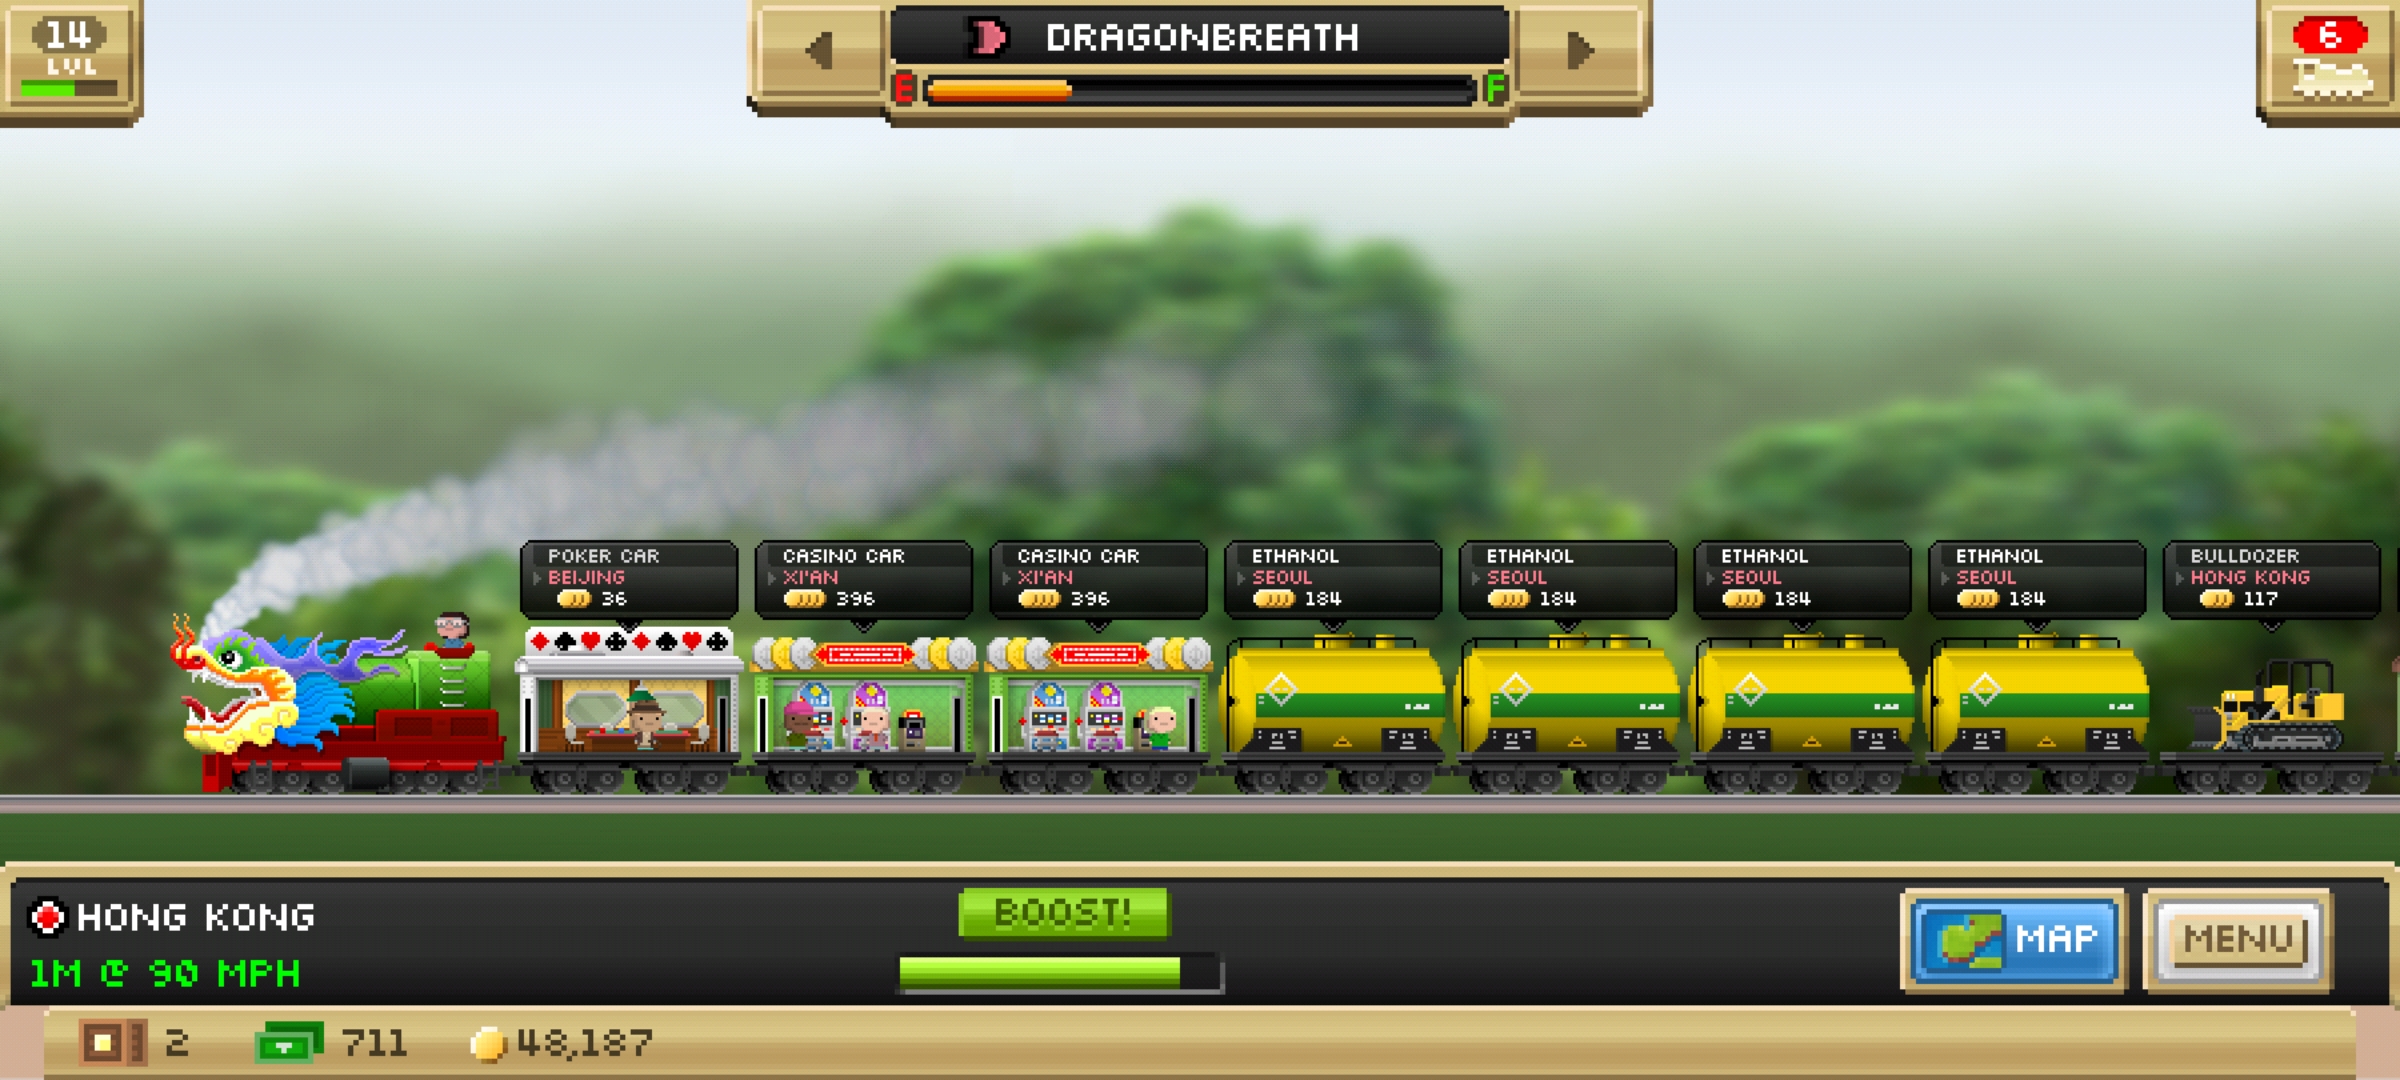 14
LVL
DRAGONBREATH
E
F
6
POKER CAR
BEIJING
36
CASINO CAR
XI'AN
396
CASINO CAR
XI'AN
396
ETHANOL
SEOUL
184
ETHANOL
SEOUL
184
ETHANOL
SEOUL
184
ETHANOL
SEOUL
184
BULLDOZER
HONG KONG
117
HONG KONG
1M @ 90 MPH
BOOST!
MAP
MENU
2
711
48,187